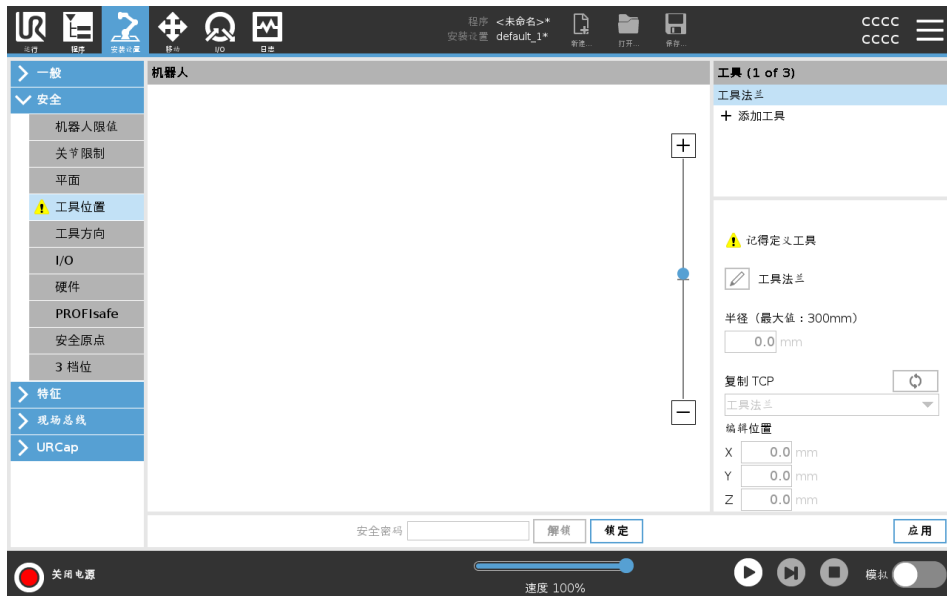 程序 <未命名>*
安装设置 default_1*
CCCC
CCCC
运行
程序
安装设置
移动
I/O
日志
新建...
打开...
保存...
一般
安全
机器人限值
关节限制
平面
工具位置
工具方向
I/O
硬件
PROFIsafe
安全原点
3 档位
特征
现场总线
URCap
机器人
工具 (1 of 3)
工具法兰
添加工具
记得定义工具
工具法兰
半径（最大值：300mm）
0.0 mm
复制 TCP
工具法兰
编辑位置
X 0.0 mm
Y 0.0 mm
Z 0.0 mm
安全密码
解锁
锁定
应用
关闭电源
速度 100%
模拟